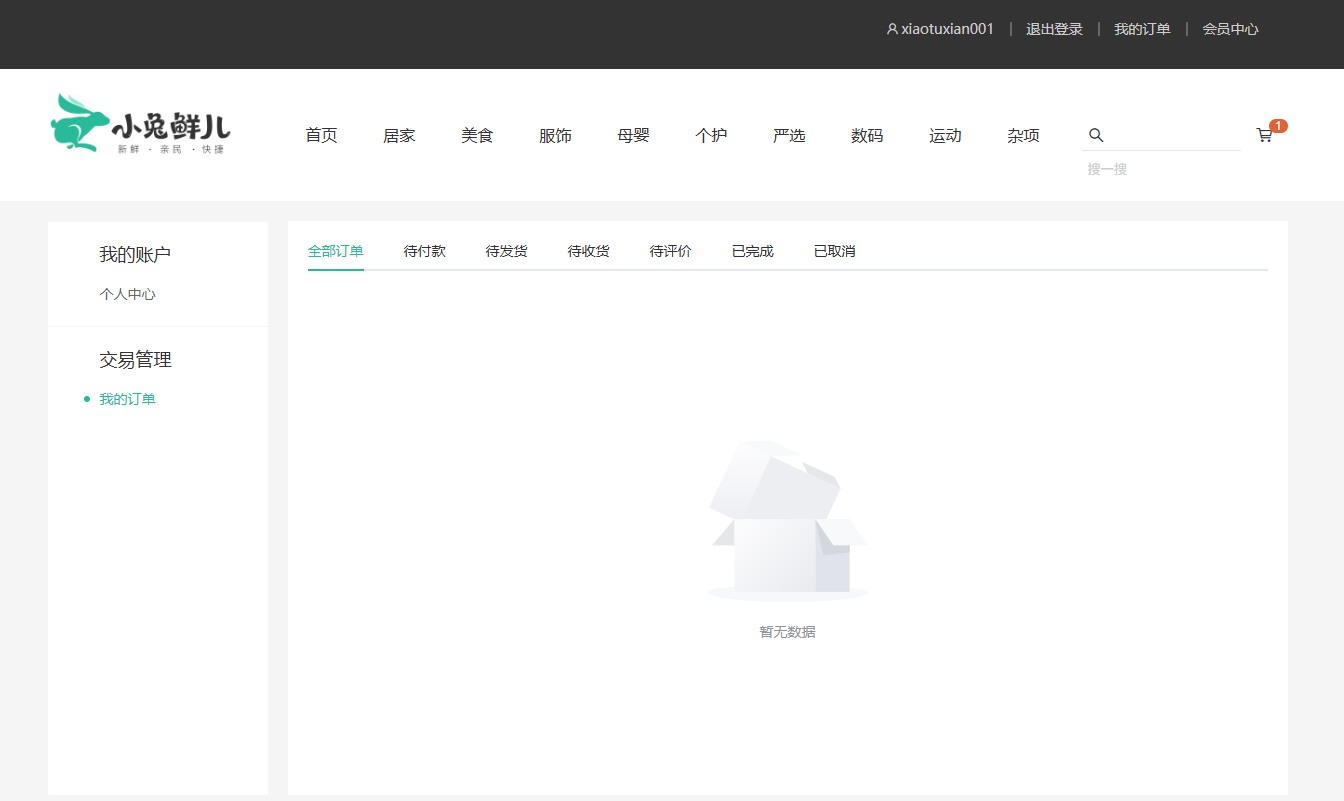 xiaotuxian001 | 退出登录 | 我的订单 | 会员中心
小兔鲜儿
新鲜 · 亲民 · 快捷
首页 居家 美食 服饰 母婴 个护 严选 数码 运动 杂项
1
搜一搜
我的账户
个人中心
交易管理
我的订单
全部订单 待付款 待发货 待收货 待评价 已完成 已取消
暂无数据